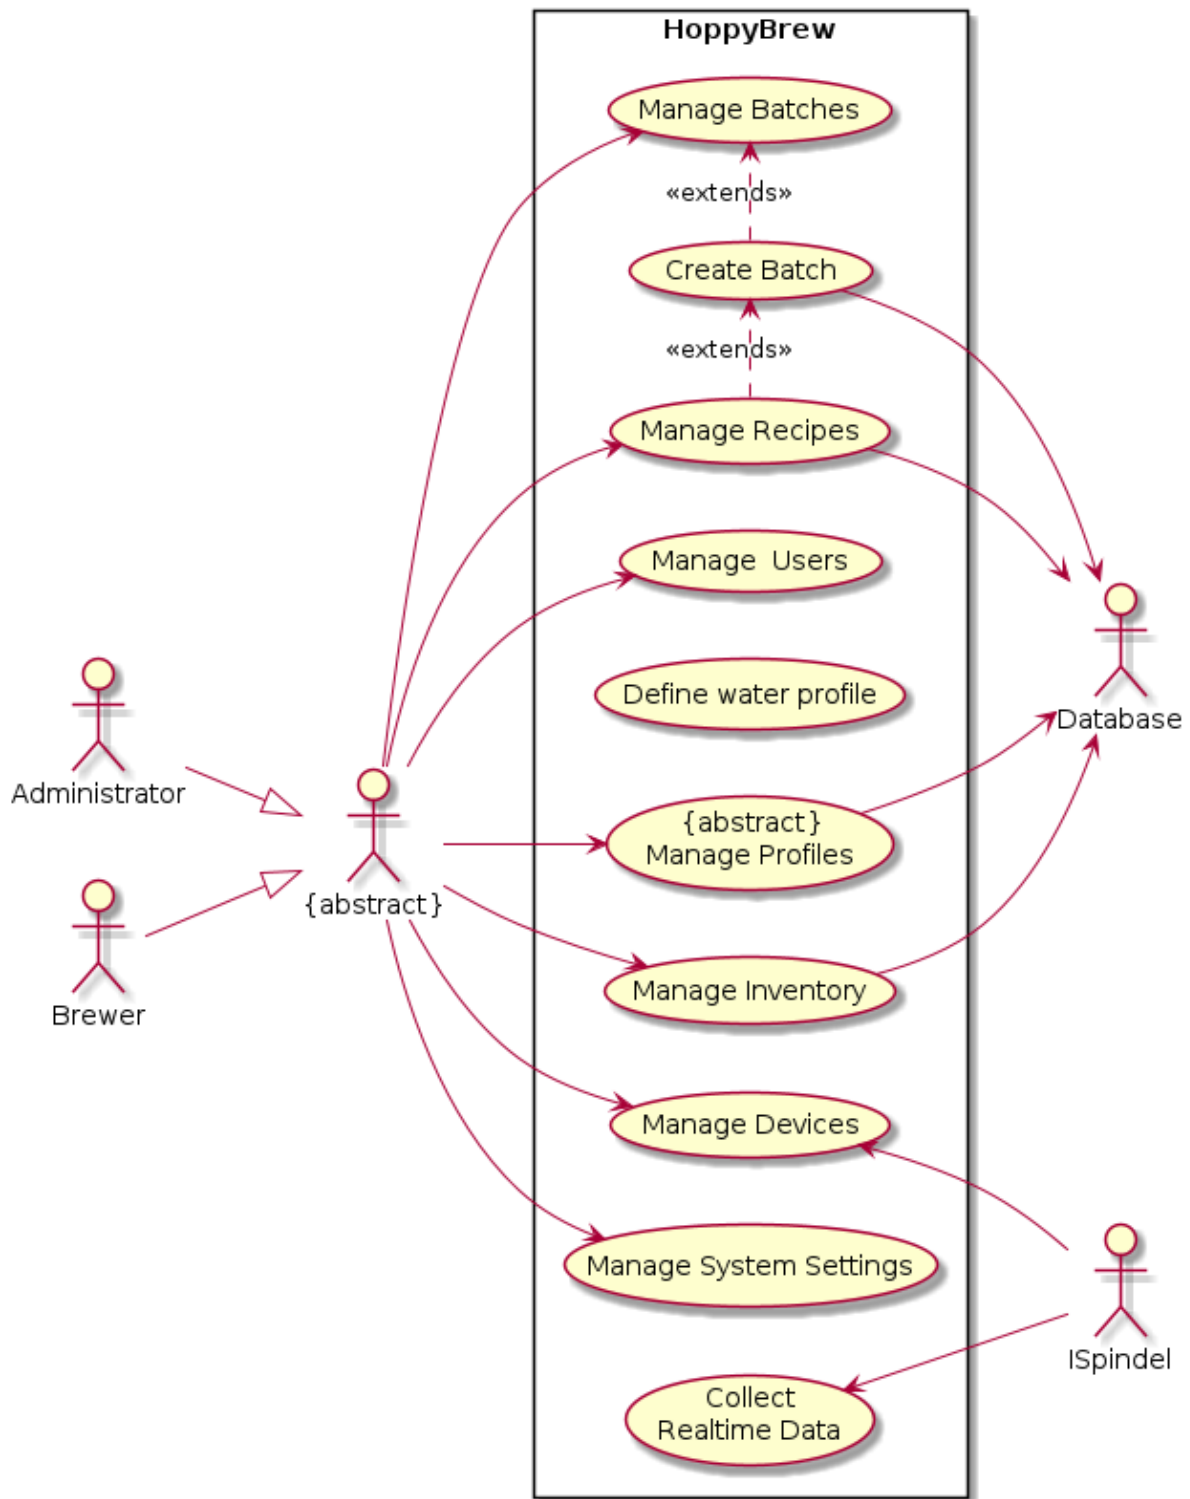 HoppyBrew
Manage Batches
«extends»
Create Batch
«extends»
Manage Recipes
Manage  Users
Define water profile
Administrator
Database
{abstract}
Manage Profiles
{abstract}
Brewer
Manage Inventory
Manage Devices
Manage System Settings
ISpindel
Collect
Realtime Data